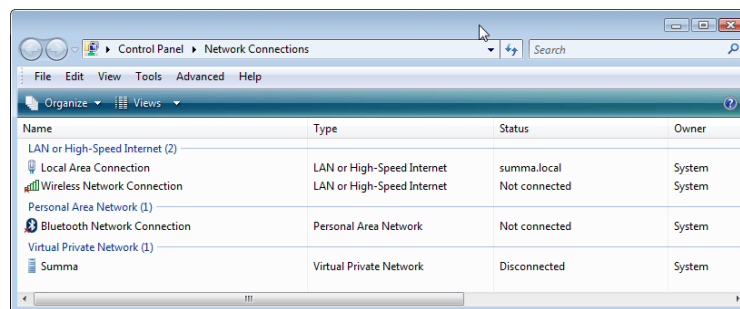 Control Panel Network Connections Search
File Edit View Tools Advanced Help
Organize Views
Name Type Status Owner
LAN or High-Speed Internet (2)
Local Area Connection LAN or High-Speed Internet summa.local System
Wireless Network Connection LAN or High-Speed Internet Not connected System
Personal Area Network (1)
Bluetooth Network Connection Personal Area Network Not connected System
Virtual Private Network (1)
Summa Virtual Private Network Disconnected System